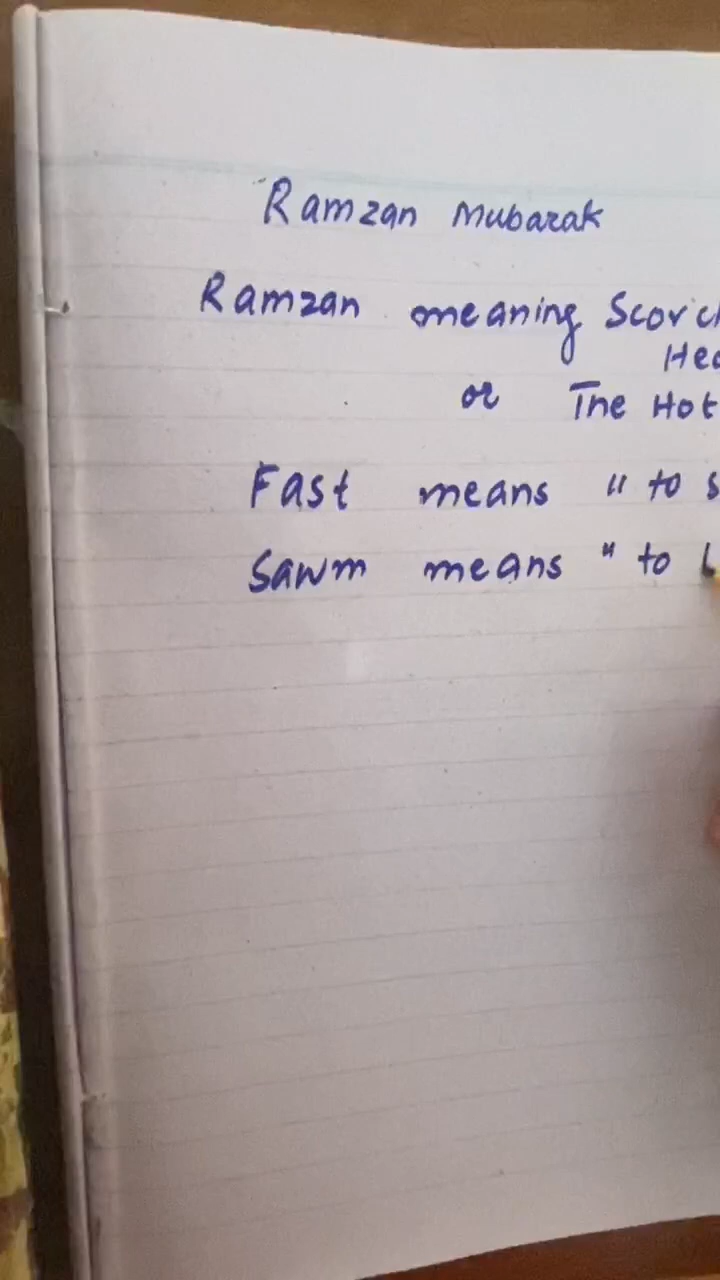 Ramzan Mubarak
Ramzan meaning
or The Hot
Fast means " to
Sawm means " to